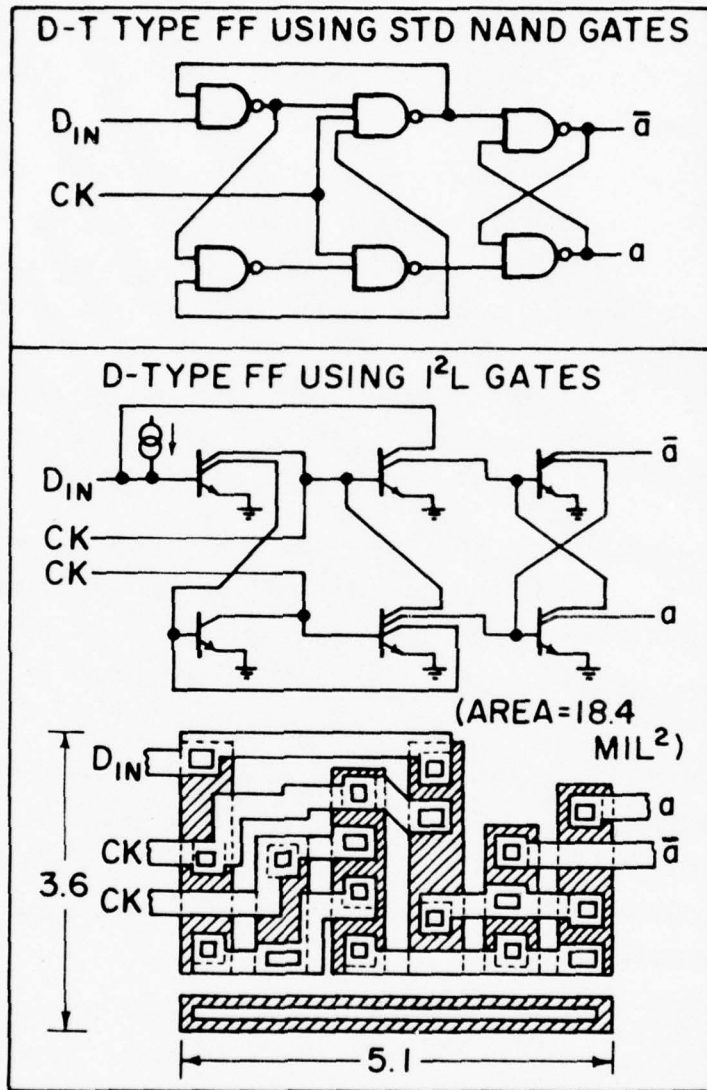 D-T TYPE FF USING STD NAND GATES
D_IN
CK
ā
a
D-TYPE FF USING I²L GATES
D_IN
CK
CK
ā
a
(AREA=18.4
MIL²)
D_IN
CK
CK
a
ā
3.6
5.1